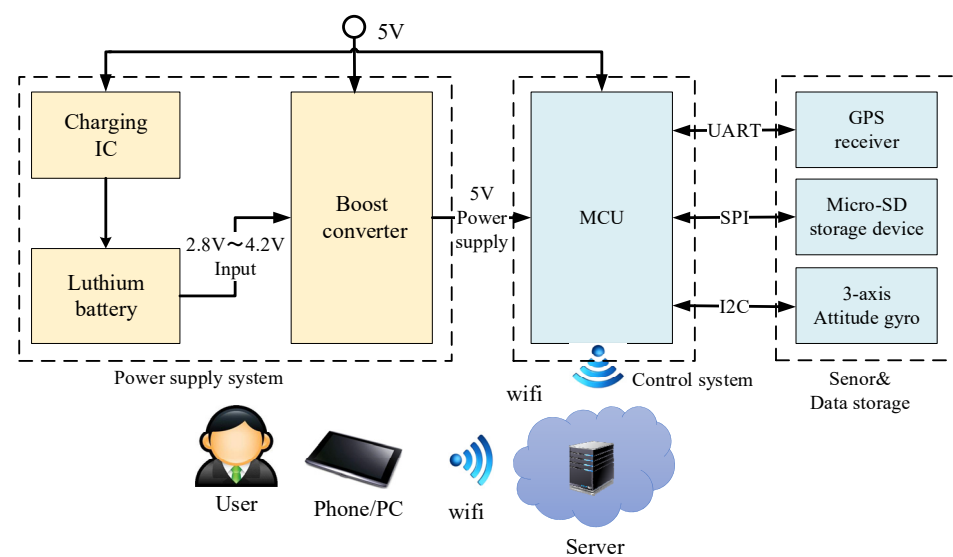 5V
Charging
IC
Luthium
battery
2.8V～4.2V
Input
Boost
converter
5V
Power
supply
MCU
UART
SPI
I2C
GPS
receiver
Micro-SD
storage device
3-axis
Attitude gyro
Power supply system
wifi
Control system
Senor&
Data storage
User
Phone/PC
wifi
Server